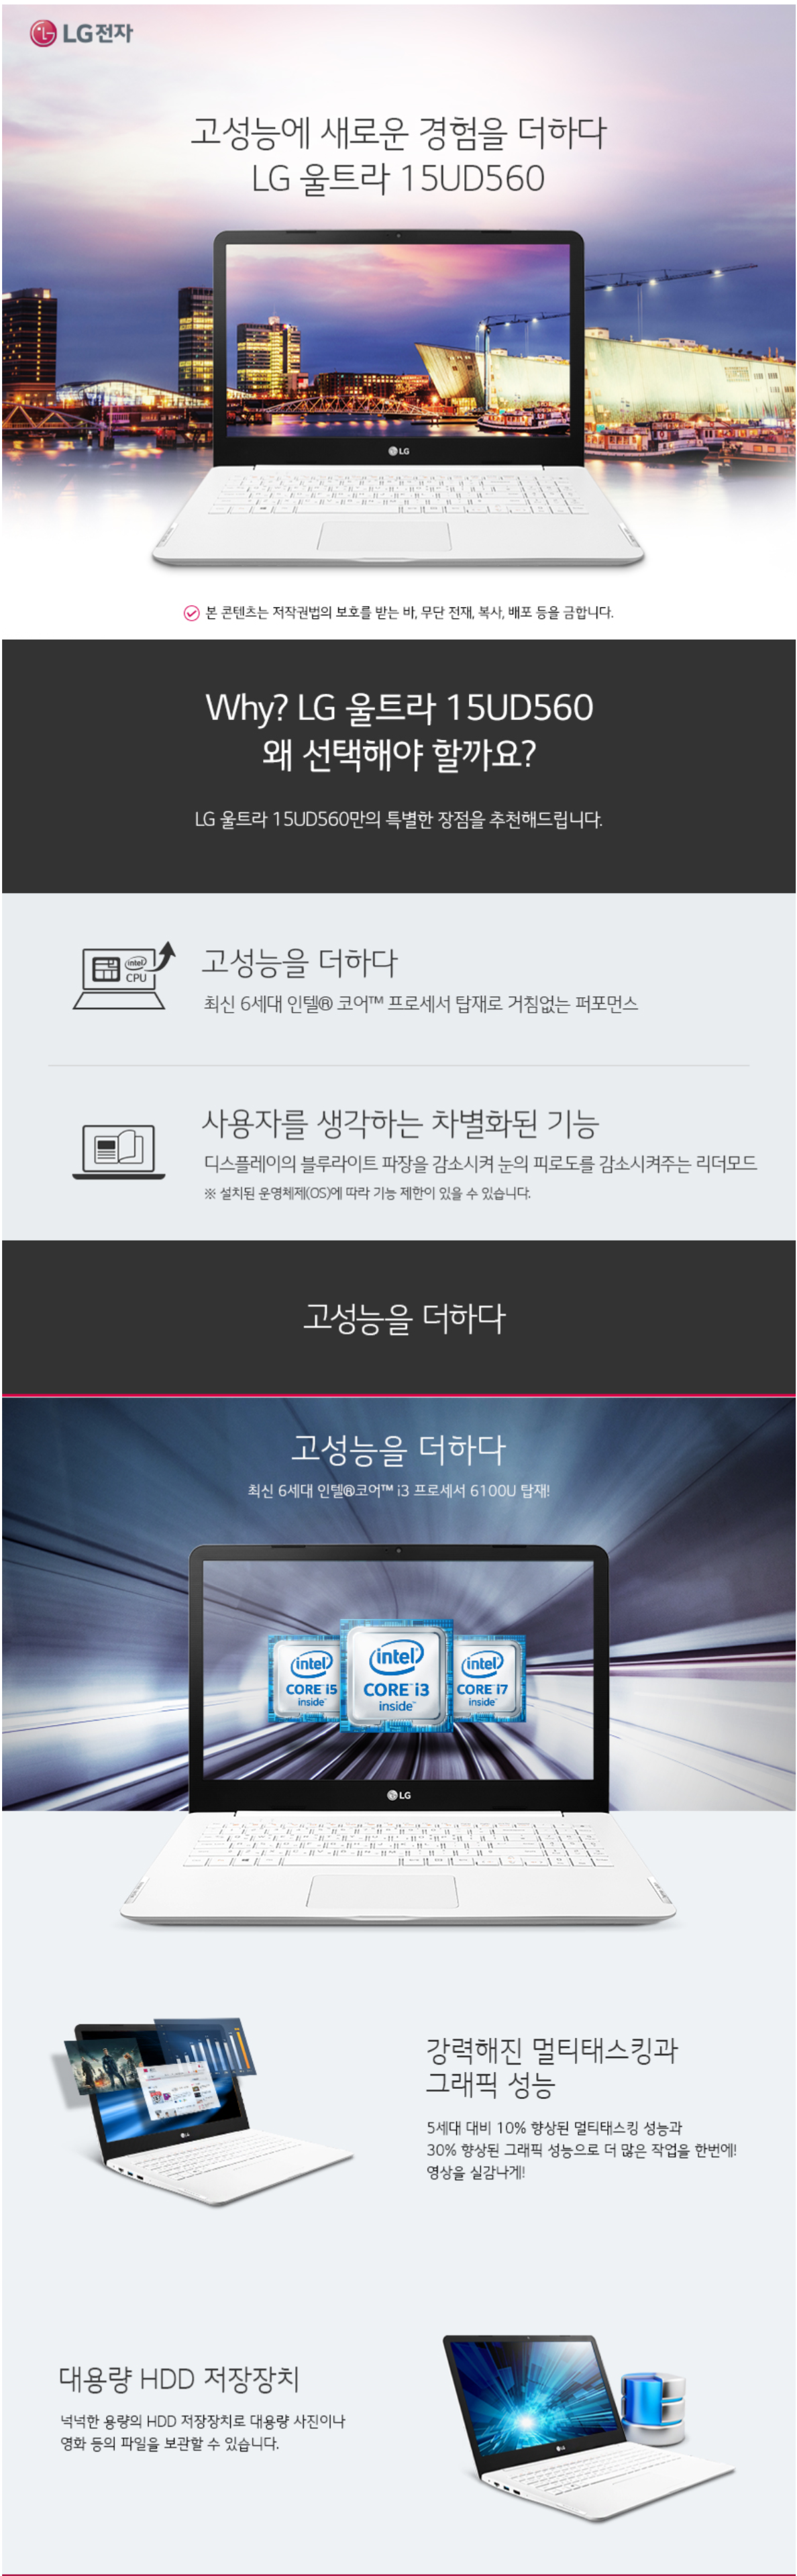 LG전자
고성능에 새로운 경험을 더하다
LG 울트라 15UD560
LG
본 콘텐츠는 저작권법의 보호를 받는 바, 무단 전재, 복사, 배포 등을 금합니다.
Why? LG 울트라 15UD560
왜 선택해야 할까요?
LG 울트라 15UD560만의 특별한 장점을 추천해드립니다.
intel
CPU
고성능을 더하다
최신 6세대 인텔® 코어™ 프로세서 탑재로 거침없는 퍼포먼스
사용자를 생각하는 차별화된 기능
디스플레이의 블루라이트 파장을 감소시켜 눈의 피로도를 감소시켜주는 리더모드
※ 설치된 운영체제(OS)에 따라 기능 제한이 있을 수 있습니다.
고성능을 더하다
고성능을 더하다
최신 6세대 인텔®코어™ i3 프로세서 6100U 탑재!
intel CORE i5 inside™
intel CORE i3 inside™
intel CORE i7 inside™
LG
강력해진 멀티태스킹과
그래픽 성능
5세대 대비 10% 향상된 멀티태스킹 성능과
30% 향상된 그래픽 성능으로 더 많은 작업을 한번에!
영상을 실감나게!
LG
대용량 HDD 저장장치
넉넉한 용량의 HDD 저장장치로 대용량 사진이나
영화 등의 파일을 보관할 수 있습니다.
LG